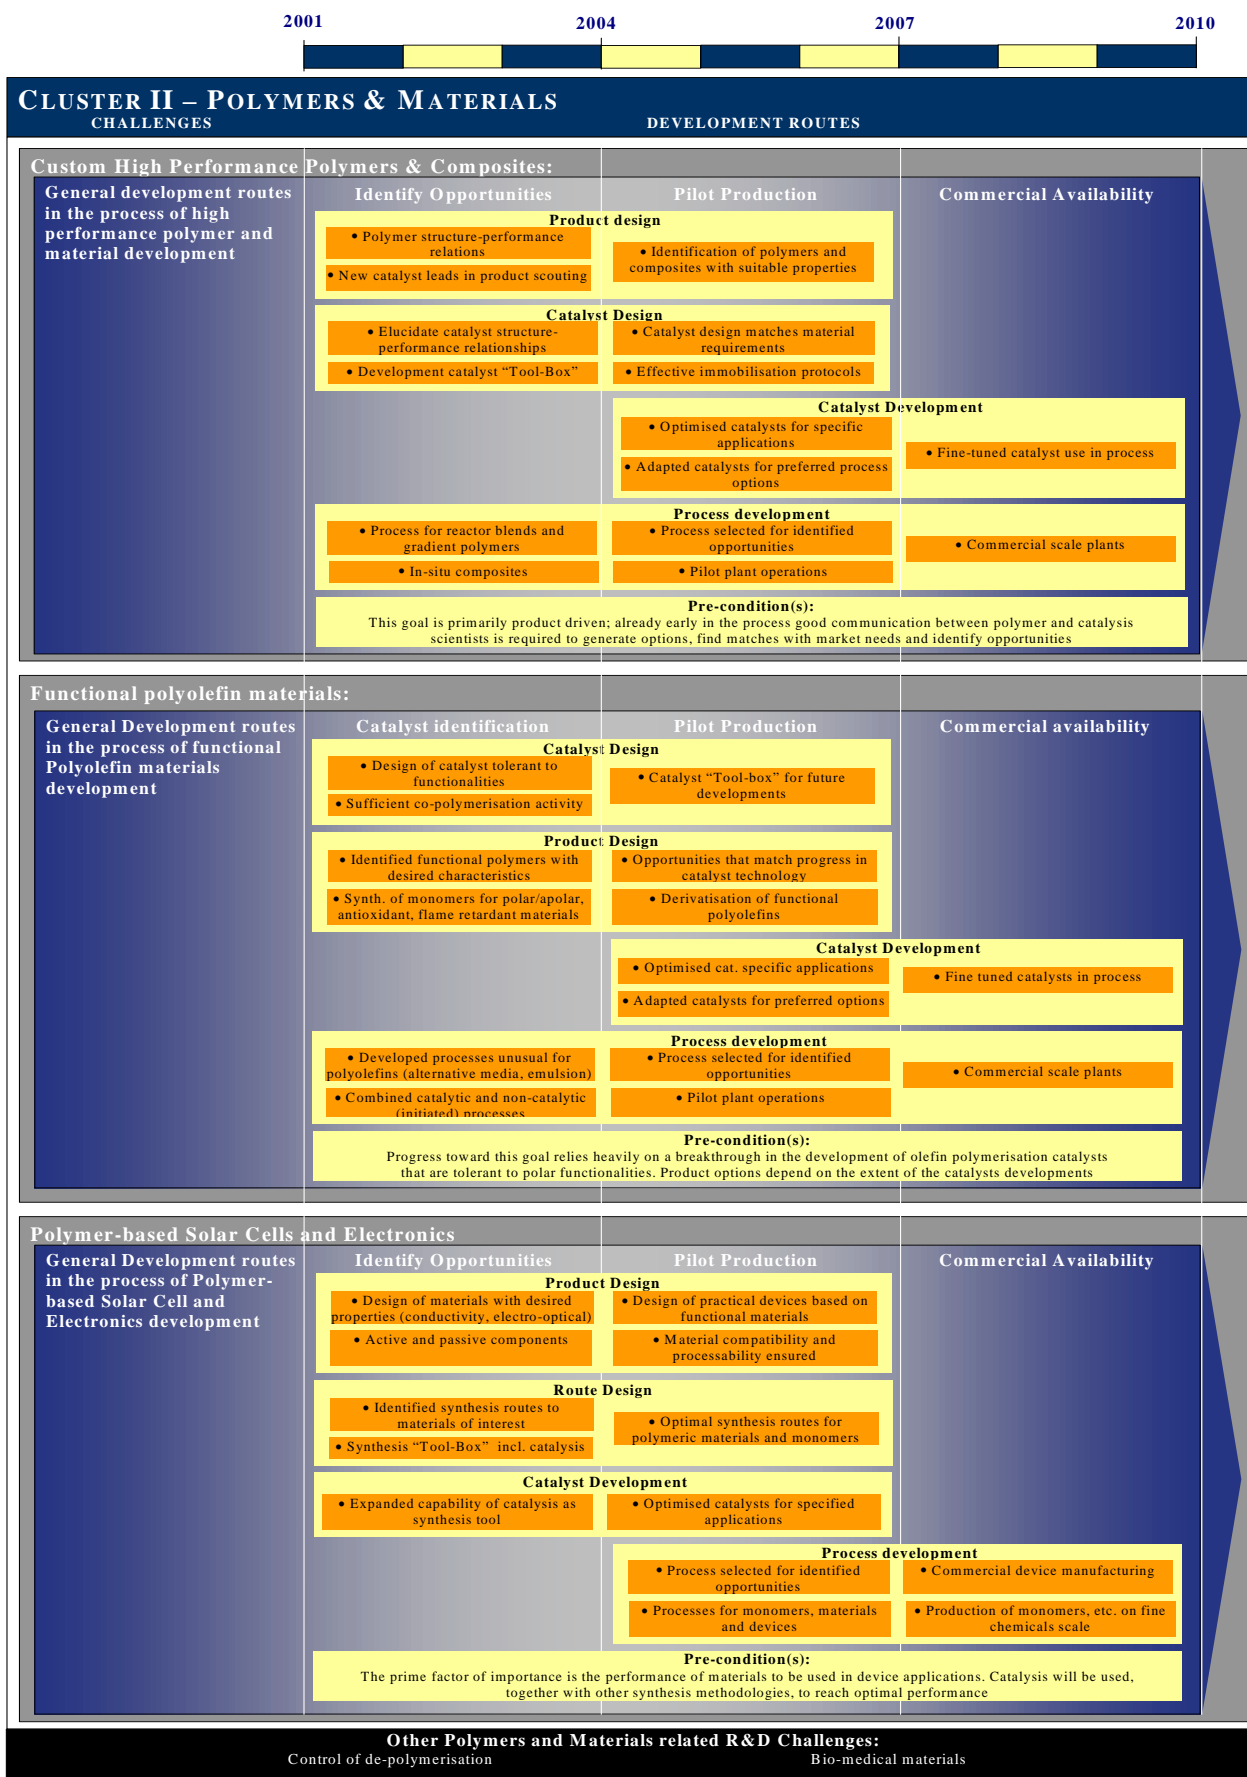 2001 2004 2007 2010
CLUSTER II – POLYMERS & MATERIALS
CHALLENGES DEVELOPMENT ROUTES
Custom High Performance Polymers & Composites:
General development routes
in the process of high
performance polymer and
material development
Identify Opportunities Pilot Production Commercial Availability
Product design
• Polymer structure-performance
relations
• New catalyst leads in product scouting
• Identification of polymers and
composites with suitable properties
Catalyst Design
• Elucidate catalyst structure-
performance relationships
• Development catalyst “Tool-Box”
• Catalyst design matches material
requirements
• Effective immobilisation protocols
Catalyst Development
• Optimised catalysts for specific
applications
• Adapted catalysts for preferred process
options
• Fine-tuned catalyst use in process
Process development
• Process for reactor blends and
gradient polymers
• In-situ composites
• Process selected for identified
opportunities
• Pilot plant operations
• Commercial scale plants
Pre-condition(s):
This goal is primarily product driven; already early in the process good communication between polymer and catalysis
scientists is required to generate options, find matches with market needs and identify opportunities
Functional polyolefin materials:
General Development routes
in the process of functional
Polyolefin materials
development
Catalyst identification Pilot Production Commercial availability
Catalyst Design
• Design of catalyst tolerant to
functionalities
• Sufficient co-polymerisation activity
• Catalyst “Tool-box” for future
developments
Product Design
• Identified functional polymers with
desired characteristics
• Synth. of monomers for polar/apolar,
antioxidant, flame retardant materials
• Opportunities that match progress in
catalyst technology
• Derivatisation of functional
polyolefins
Catalyst Development
• Optimised cat. specific applications
• Adapted catalysts for preferred options
• Fine tuned catalysts in process
Process development
• Developed processes unusual for
polyolefins (alternative media, emulsion)
• Combined catalytic and non-catalytic
(initiated) processes
• Process selected for identified
opportunities
• Pilot plant operations
• Commercial scale plants
Pre-condition(s):
Progress toward this goal relies heavily on a breakthrough in the development of olefin polymerisation catalysts
that are tolerant to polar functionalities. Product options depend on the extent of the catalysts developments
Polymer-based Solar Cells and Electronics
General Development routes
in the process of Polymer-
based Solar Cell and
Electronics development
Identify Opportunities Pilot Production Commercial Availability
Product Design
• Design of materials with desired
properties (conductivity, electro-optical)
• Active and passive components
• Design of practical devices based on
functional materials
• Material compatibility and
processability ensured
Route Design
• Identified synthesis routes to
materials of interest
• Synthesis “Tool-Box” incl. catalysis
• Optimal synthesis routes for
polymeric materials and monomers
Catalyst Development
• Expanded capability of catalysis as
synthesis tool
• Optimised catalysts for specified
applications
Process development
• Process selected for identified
opportunities
• Processes for monomers, materials
and devices
• Commercial device manufacturing
• Production of monomers, etc. on fine
chemicals scale
Pre-condition(s):
The prime factor of importance is the performance of materials to be used in device applications. Catalysis will be used,
together with other synthesis methodologies, to reach optimal performance
Other Polymers and Materials related R&D Challenges:
Control of de-polymerisation Bio-medical materials